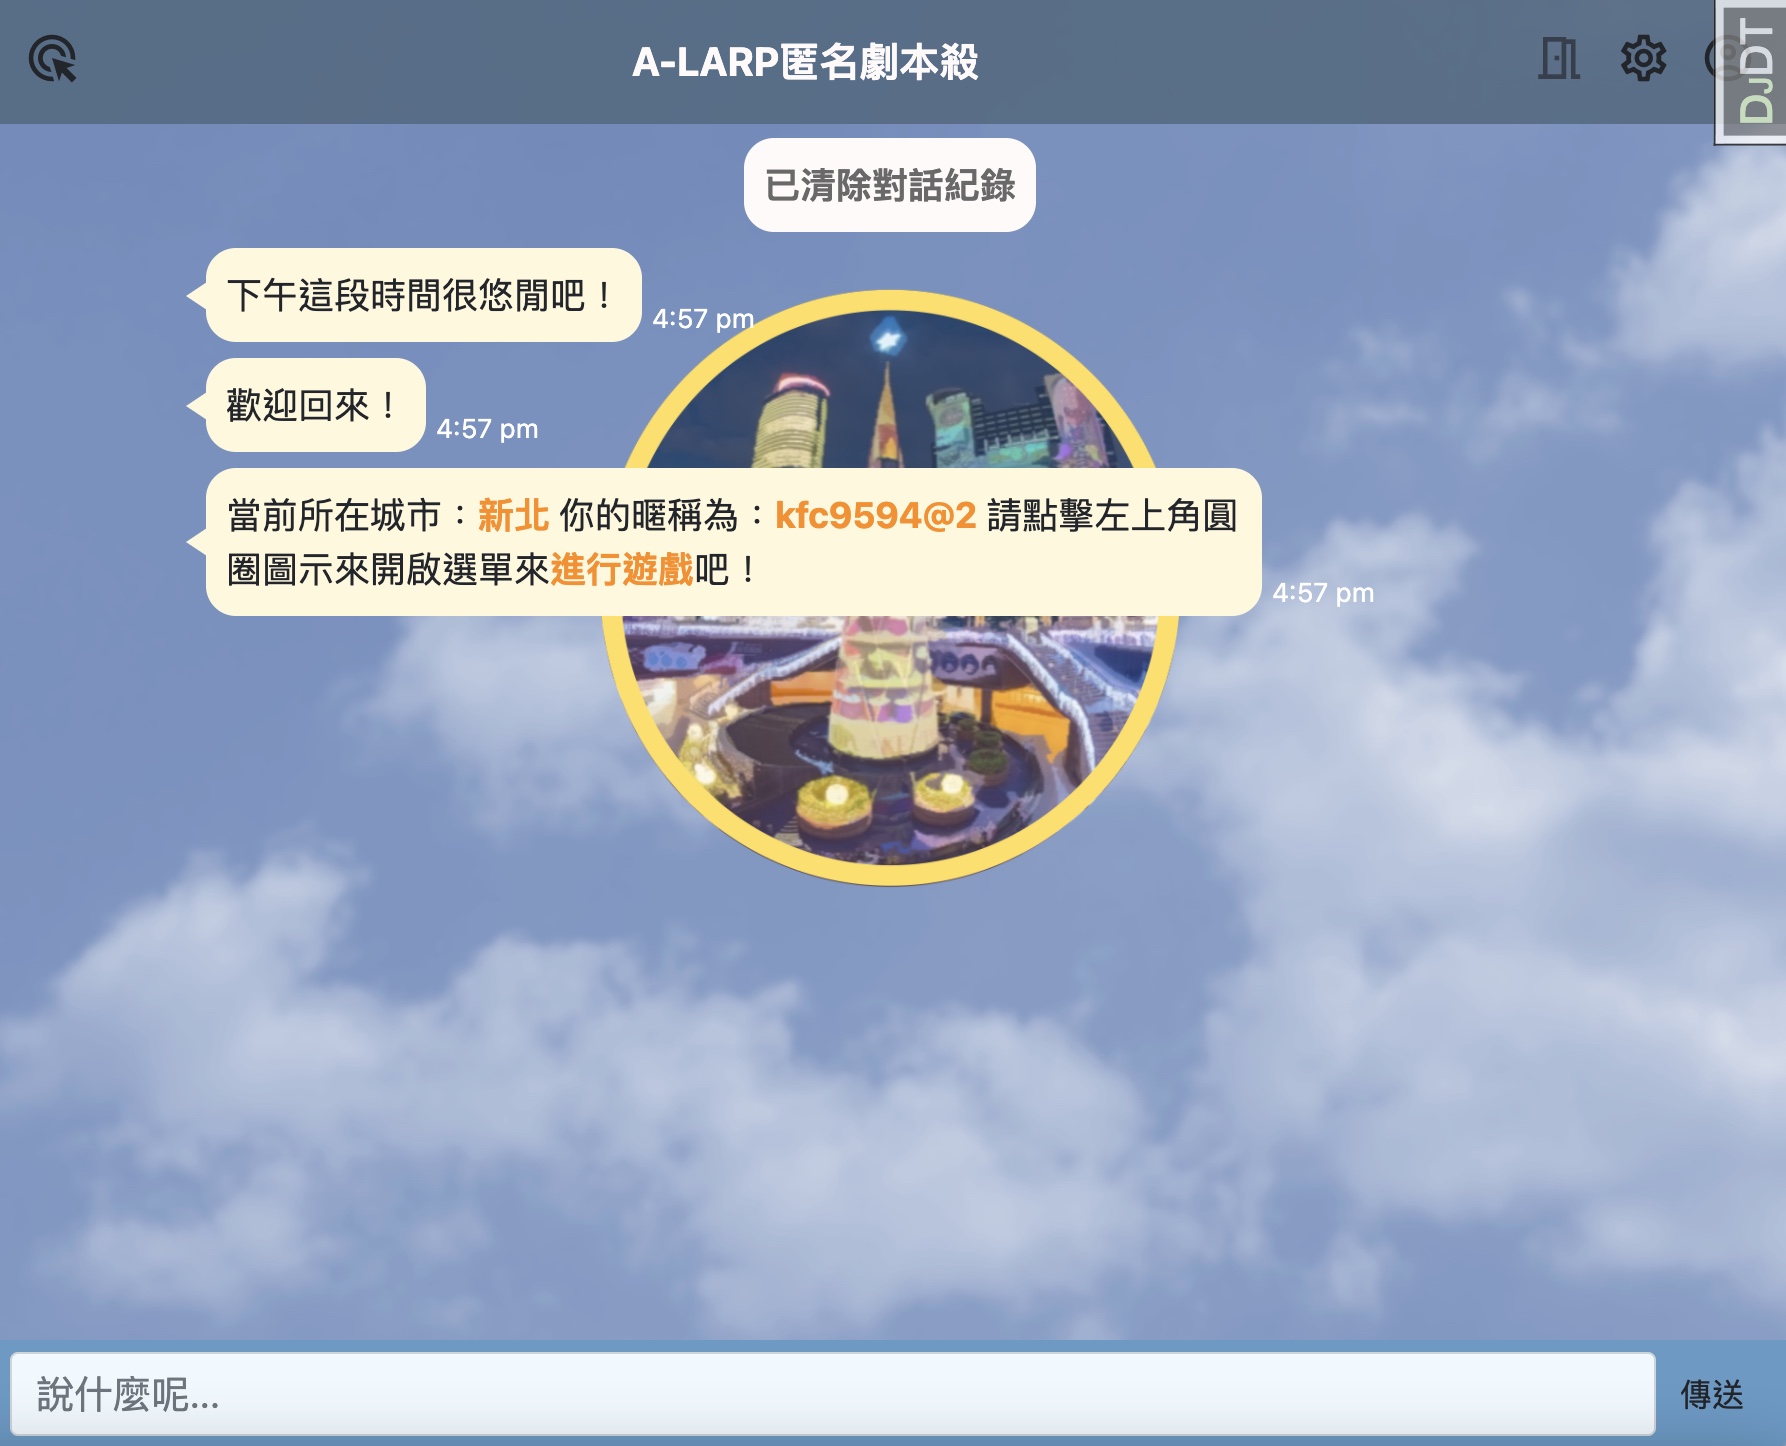 A-LARP匿名劇本殺
DJDT
已清除對話紀錄
下午這段時間很悠閒吧！
4:57 pm
歡迎回來！
4:57 pm
當前所在城市：新北 你的暱稱為：kfc9594@2 請點擊左上角圓
圈圖示來開啟選單來進行遊戲吧！
4:57 pm
說什麼呢...
傳送